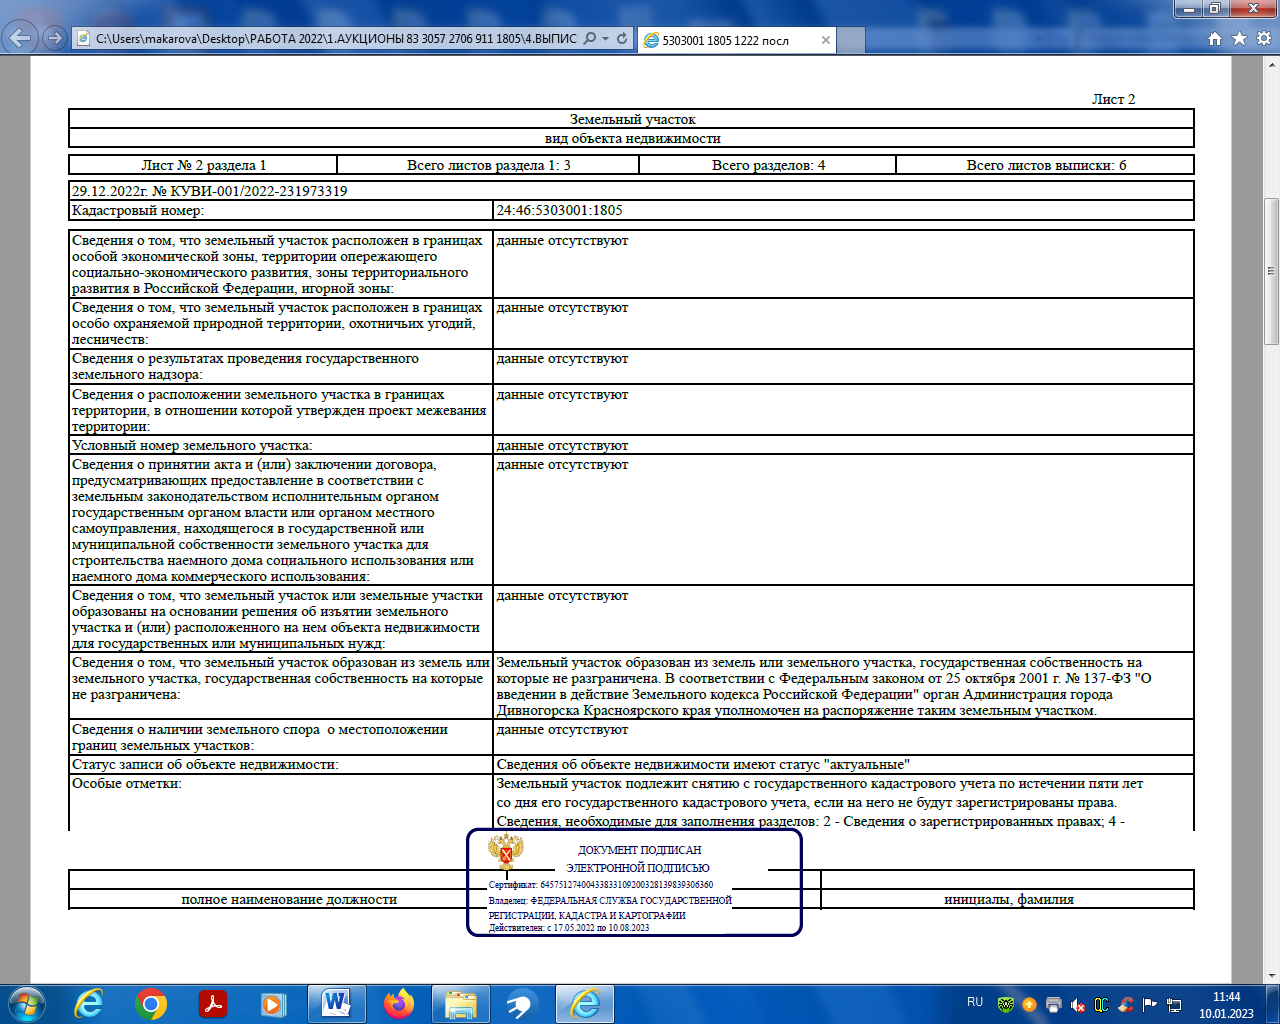 C:\Users\makarova\Desktop\РАБОТА 2022\1.АУКЦИОНЫ 83 3057 2706 911 1805\4.ВЫПИС
5303001 1805 1222 посл
Лист 2
Земельный участок
вид объекта недвижимости
Лист № 2 раздела 1
Всего листов раздела 1: 3
Всего разделов: 4
Всего листов выписки: 6
29.12.2022г. № КУВИ-001/2022-231973319
Кадастровый номер:
24:46:5303001:1805
Сведения о том, что земельный участок расположен в границах
особой экономической зоны, территории опережающего
социально-экономического развития, зоны территориального
развития в Российской Федерации, игорной зоны:
данные отсутствуют
Сведения о том, что земельный участок расположен в границах
особо охраняемой природной территории, охотничьих угодий,
лесничеств:
данные отсутствуют
Сведения о результатах проведения государственного
земельного надзора:
данные отсутствуют
Сведения о расположении земельного участка в границах
территории, в отношении которой утвержден проект межевания
территории:
данные отсутствуют
Условный номер земельного участка:
данные отсутствуют
Сведения о принятии акта и (или) заключении договора,
предусматривающих предоставление в соответствии с
земельным законодательством исполнительным органом
государственным органом власти или органом местного
самоуправления, находящегося в государственной или
муниципальной собственности земельного участка для
строительства наемного дома социального использования или
наемного дома коммерческого использования:
данные отсутствуют
Сведения о том, что земельный участок или земельные участки
образованы на основании решения об изъятии земельного
участка и (или) расположенного на нем объекта недвижимости
для государственных или муниципальных нужд:
данные отсутствуют
Сведения о том, что земельный участок образован из земель или
земельного участка, государственная собственность на которые
не разграничена:
Земельный участок образован из земель или земельного участка, государственная собственность на
которые не разграничена. В соответствии с Федеральным законом от 25 октября 2001 г. № 137-ФЗ "О
введении в действие Земельного кодекса Российской Федерации" орган Администрация города
Дивногорска Красноярского края уполномочен на распоряжение таким земельным участком.
Сведения о наличии земельного спора  о местоположении
границ земельных участков:
данные отсутствуют
Статус записи об объекте недвижимости:
Сведения об объекте недвижимости имеют статус "актуальные"
Особые отметки:
Земельный участок подлежит снятию с государственного кадастрового учета по истечении пяти лет
со дня его государственного кадастрового учета, если на него не будут зарегистрированы права.
Сведения, необходимые для заполнения разделов: 2 - Сведения о зарегистрированных правах; 4 -
ДОКУМЕНТ ПОДПИСАН
ЭЛЕКТРОННОЙ ПОДПИСЬЮ
Сертификат: 64575127400433833109200328139839306360
Владелец: ФЕДЕРАЛЬНАЯ СЛУЖБА ГОСУДАРСТВЕННОЙ
РЕГИСТРАЦИИ, КАДАСТРА И КАРТОГРАФИИ
Действителен: с 17.05.2022 по 10.08.2023
полное наименование должности
инициалы, фамилия
RU
11:44
10.01.2023